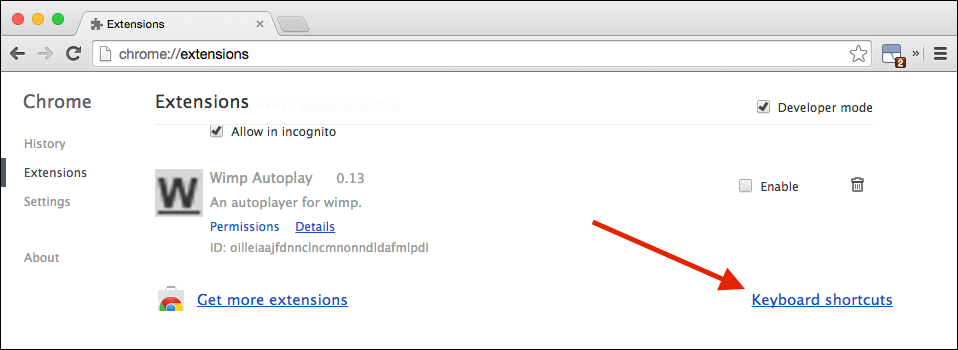 Extensions
chrome://extensions
2
»
Chrome
Extensions
Developer mode
Allow in incognito
History
Extensions
Settings
About
W
Wimp Autoplay 0.13
Enable
An autoplayer for wimp.
Permissions Details
ID: oilleiaajfdnnclncmnonndldafmlpdl
Get more extensions
Keyboard shortcuts